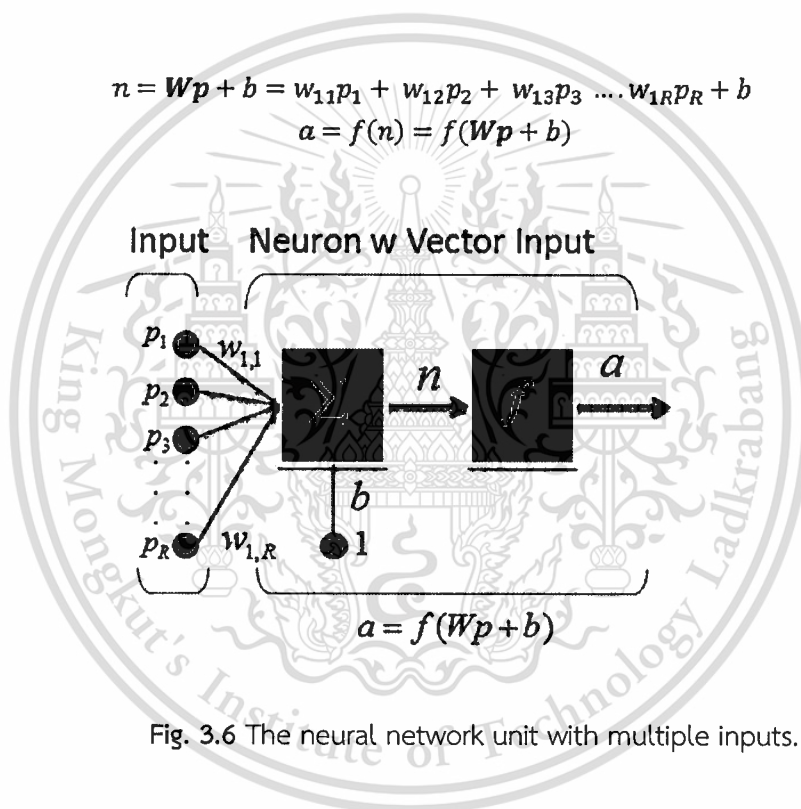 n = Wp + b = w₁₁p₁ + w₁₂p₂ + w₁₃p₃ .... w₁RpR + b
a = f(n) = f(Wp + b)
Input Neuron w Vector Input
p₁ w₁,₁
Σ n f a
p₂
p₃
b
pR w₁,R 1
a = f(Wp+b)
Fig. 3.6 The neural network unit with multiple inputs.
King Mongkut's Institute of Technology Ladkrabang